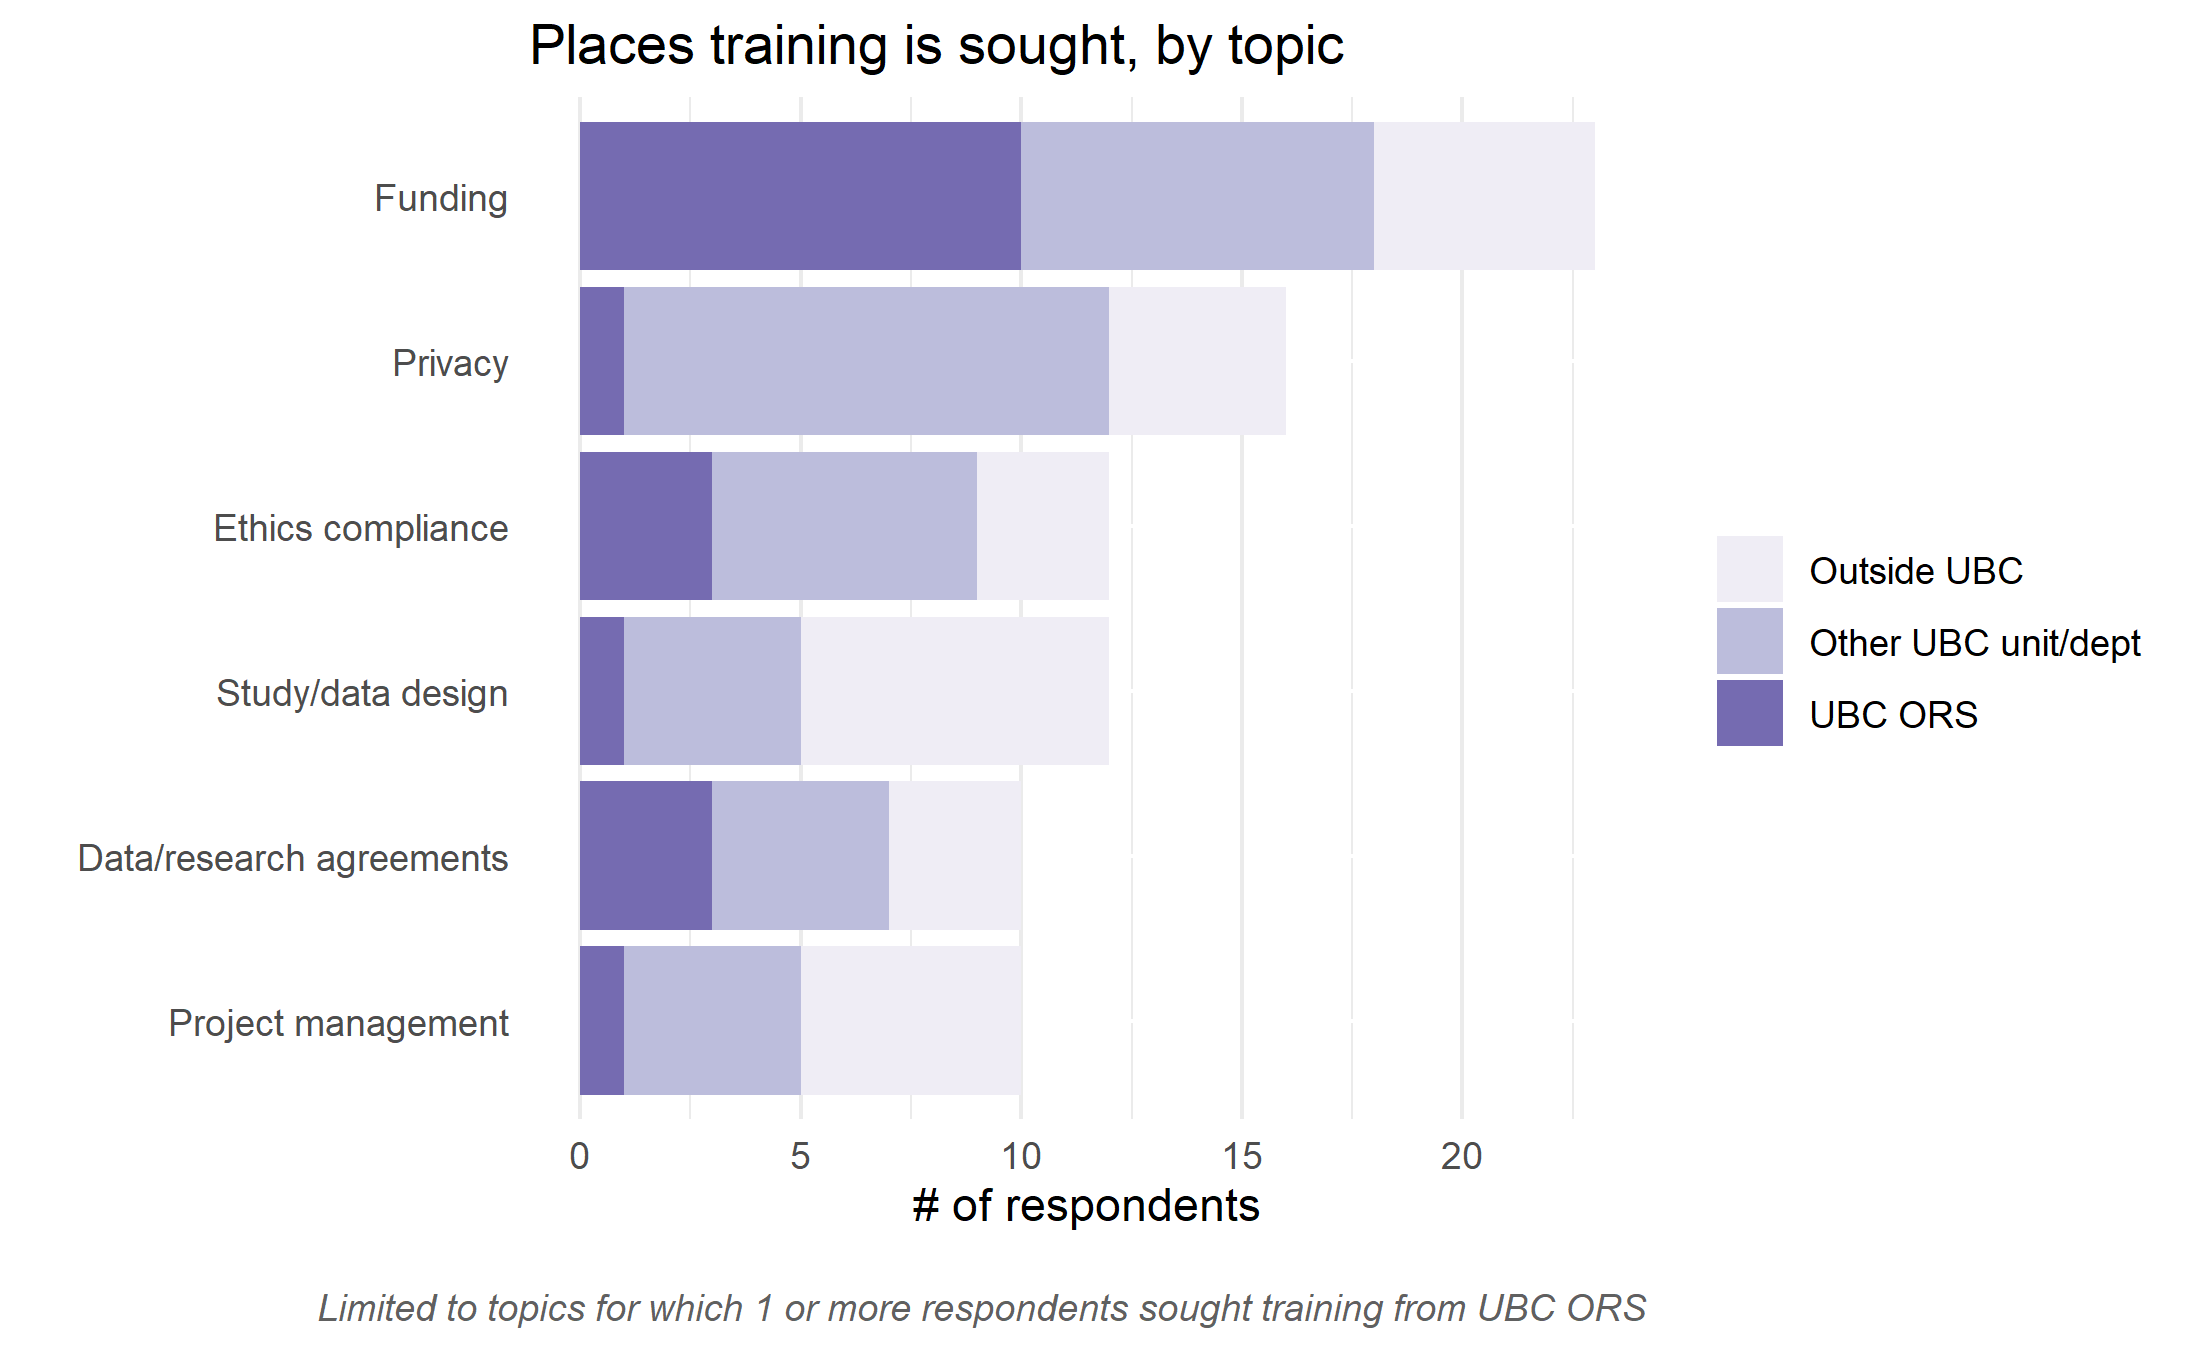 Places training is sought, by topic
Funding
Privacy
Ethics compliance
Study/data design
Data/research agreements
Project management
Outside UBC
Other UBC unit/dept
UBC ORS
0 5 10 15 20
# of respondents
Limited to topics for which 1 or more respondents sought training from UBC ORS